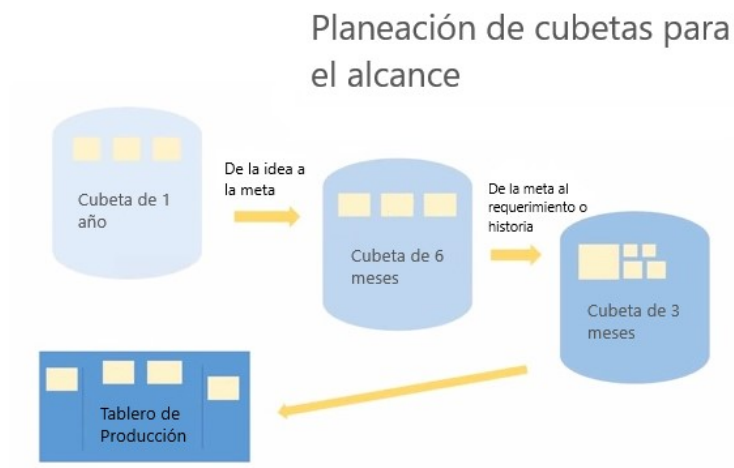 Planeación de cubetas para
el alcance
De la idea a
la meta
Cubeta de 1
año
De la meta al
requerimiento o
historia
Cubeta de 6
meses
Cubeta de 3
meses
Tablero de
Producción